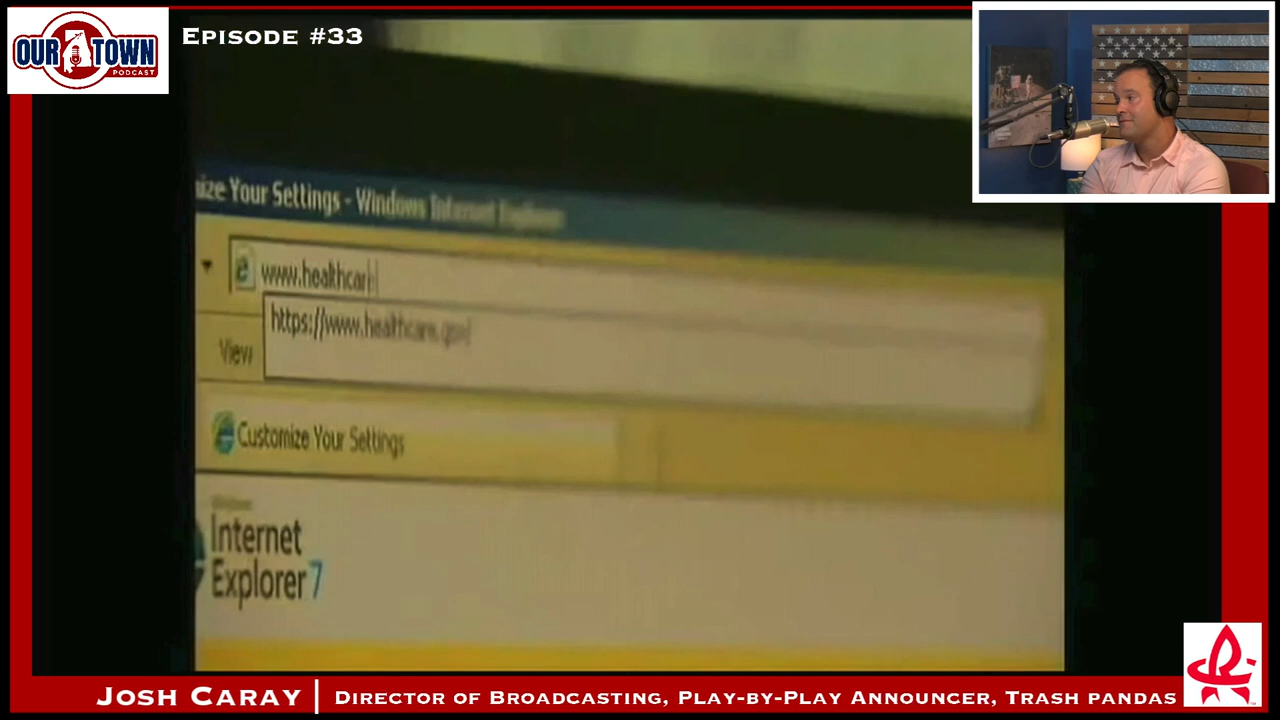 OUR TOWN
PODCAST
EPISODE #33
ize Your Settings - Windows Internet Explorer
www.healthcar
https://www.healthcare.gov/
View
Customize Your Settings
Windows
Internet
Explorer 7
JOSH CARAY | DIRECTOR OF BROADCASTING, PLAY-BY-PLAY ANNOUNCER, TRASH PANDAS